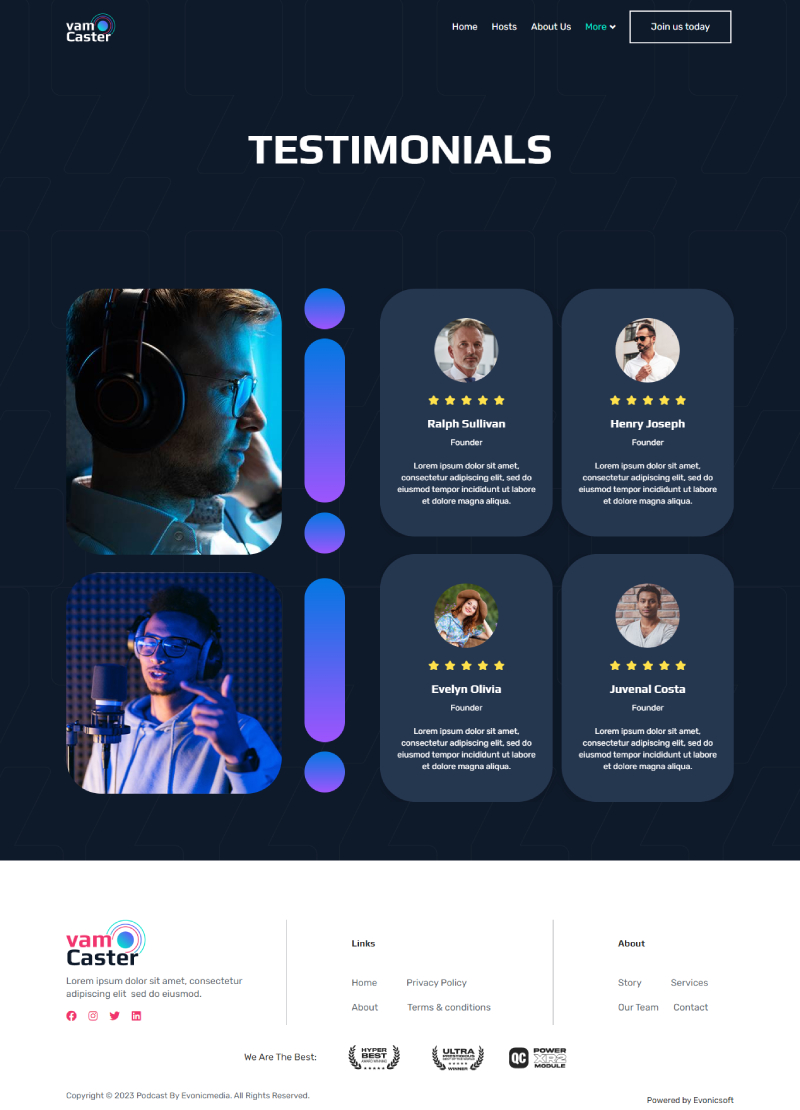 vam
Caster
Home Hosts About Us More Join us today
TESTIMONIALS
Ralph Sullivan
Founder
Lorem ipsum dolor sit amet,
consectetur adipiscing elit, sed do
eiusmod tempor incididunt ut labore
et dolore magna aliqua.
Henry Joseph
Founder
Lorem ipsum dolor sit amet,
consectetur adipiscing elit, sed do
eiusmod tempor incididunt ut labore
et dolore magna aliqua.
Evelyn Olivia
Founder
Lorem ipsum dolor sit amet,
consectetur adipiscing elit, sed do
eiusmod tempor incididunt ut labore
et dolore magna aliqua.
Juvenal Costa
Founder
Lorem ipsum dolor sit amet,
consectetur adipiscing elit, sed do
eiusmod tempor incididunt ut labore
et dolore magna aliqua.
vam
Caster
Lorem ipsum dolor sit amet, consectetur
adipiscing elit sed do eiusmod.
Links
Home Privacy Policy
About Terms & conditions
About
Story Services
Our Team Contact
We Are The Best:
HYPER
BEST
ULTRA
WINNER
QC
POWER
XR2
MODULE
Copyright © 2023 Podcast By Evonicmedia. All Rights Reserved.
Powered by Evonicsoft